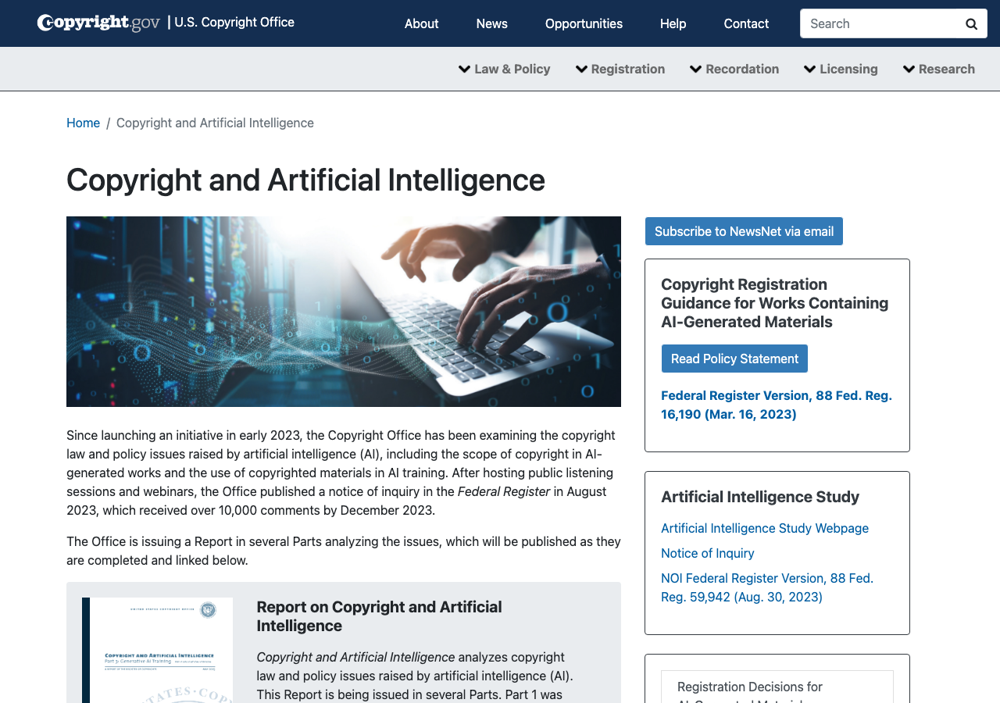 Copyright.gov | U.S. Copyright Office
About News Opportunities Help Contact Search
Law & Policy Registration Recordation Licensing Research
Home / Copyright and Artificial Intelligence
Copyright and Artificial Intelligence
Since launching an initiative in early 2023, the Copyright Office has been examining the copyright
law and policy issues raised by artificial intelligence (AI), including the scope of copyright in AI-
generated works and the use of copyrighted materials in AI training. After hosting public listening
sessions and webinars, the Office published a notice of inquiry in the Federal Register in August
2023, which received over 10,000 comments by December 2023.
The Office is issuing a Report in several Parts analyzing the issues, which will be published as they
are completed and linked below.
UNITED STATES COPYRIGHT OFFICE
COPYRIGHT AND ARTIFICIAL INTELLIGENCE
Part 3: Generative AI Training
Report on Copyright and Artificial
Intelligence
Copyright and Artificial Intelligence analyzes copyright
law and policy issues raised by artificial intelligence (AI).
This Report is being issued in several Parts. Part 1 was
Subscribe to NewsNet via email
Copyright Registration
Guidance for Works Containing
AI-Generated Materials
Read Policy Statement
Federal Register Version, 88 Fed. Reg.
16,190 (Mar. 16, 2023)
Artificial Intelligence Study
Artificial Intelligence Study Webpage
Notice of Inquiry
NOI Federal Register Version, 88 Fed.
Reg. 59,942 (Aug. 30, 2023)
Registration Decisions for